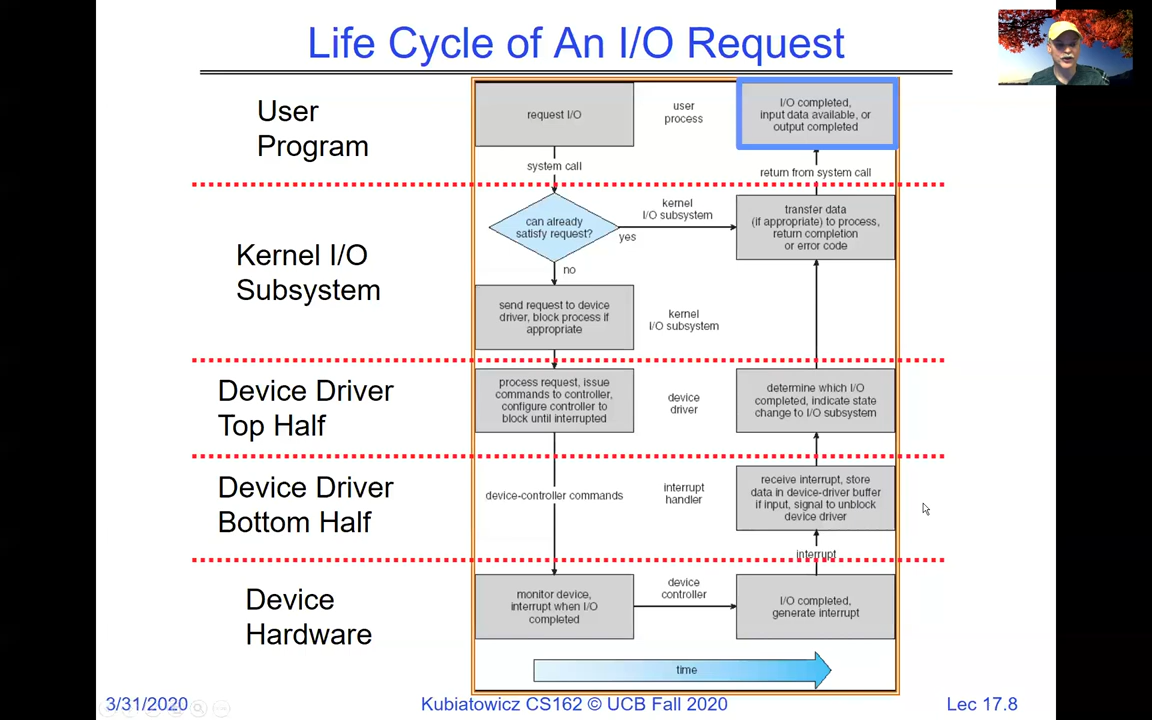 Life Cycle of An I/O Request
User
Program
request I/O
user
process
I/O completed,
input data available, or
output completed
system call
return from system call
Kernel I/O
Subsystem
can already
satisfy request?
yes
no
kernel
I/O subsystem
transfer data
(if appropriate) to process,
return completion
or error code
send request to device
driver, block process if
appropriate
kernel
I/O subsystem
Device Driver
Top Half
process request, issue
commands to controller,
configure controller to
block until interrupted
device
driver
determine which I/O
completed, indicate state
change to I/O subsystem
Device Driver
Bottom Half
device-controller commands
interrupt
handler
receive interrupt, store
data in device-driver buffer
if input, signal to unblock
device driver
interrupt
Device
Hardware
monitor device,
interrupt when I/O
completed
device
controller
I/O completed,
generate interrupt
time
3/31/2020
Kubiatowicz CS162 © UCB Fall 2020
Lec 17.8